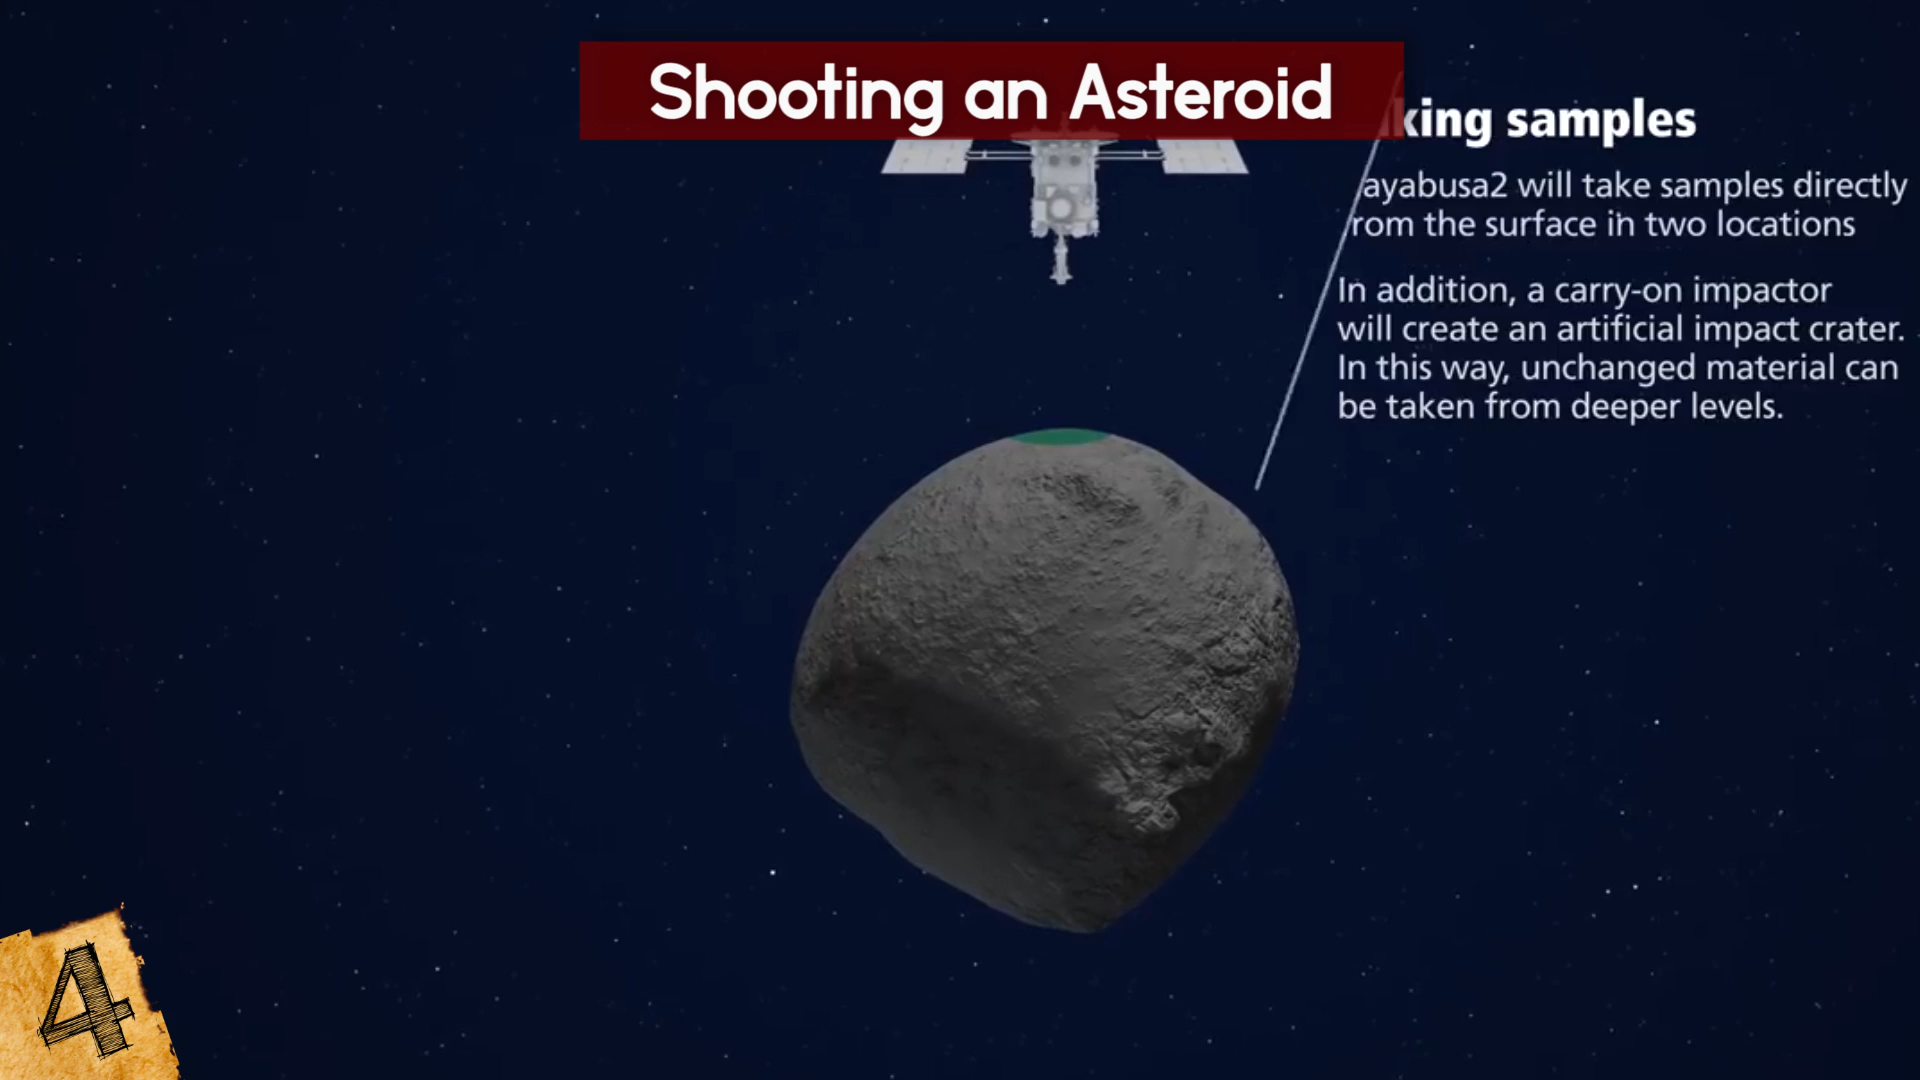 Shooting an Asteroid
king samples
ayabusa2 will take samples directly
rom the surface in two locations
In addition, a carry-on impactor
will create an artificial impact crater.
In this way, unchanged material can
be taken from deeper levels.
4